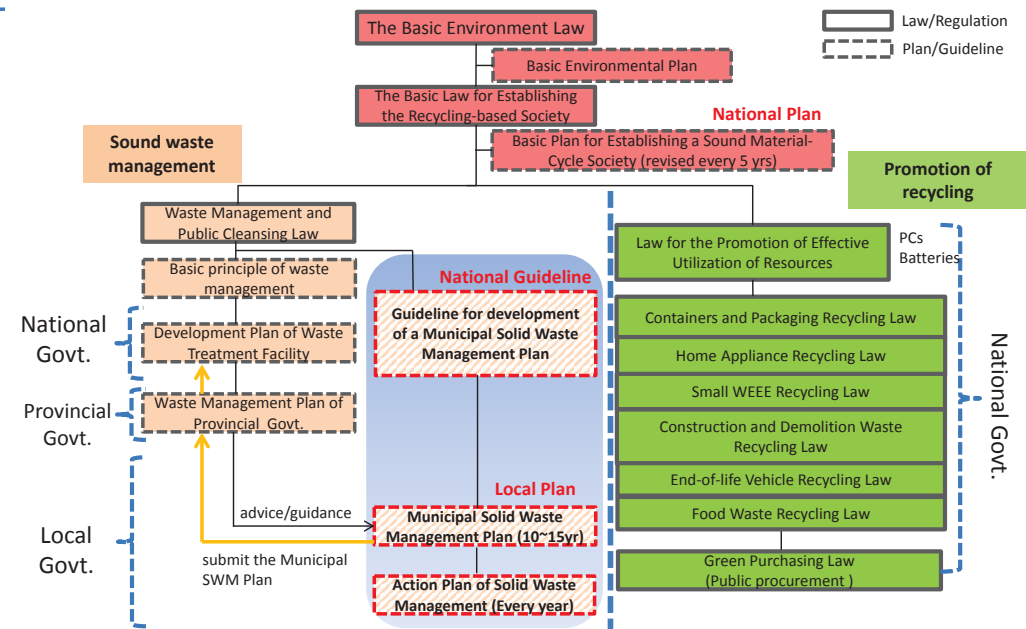 The Basic Environment Law
Law/Regulation
Plan/Guideline
Basic Environmental Plan
The Basic Law for Establishing
the Recycling-based Society
National Plan
Basic Plan for Establishing a Sound Material-
Cycle Society (revised every 5 yrs)
Sound waste
management
Promotion of
recycling
Waste Management and
Public Cleansing Law
Basic principle of waste
management
National
Govt.
Development Plan of Waste
Treatment Facility
Provincial
Govt.
Waste Management Plan of
Provincial Govt.
Local
Govt.
advice/guidance
submit the Municipal
SWM Plan
National Guideline
Guideline for development
of a Municipal Solid Waste
Management Plan
Local Plan
Municipal Solid Waste
Management Plan (10~15yr)
Action Plan of Solid Waste
Management (Every year)
Law for the Promotion of Effective
Utilization of Resources
PCs
Batteries
Containers and Packaging Recycling Law
Home Appliance Recycling Law
Small WEEE Recycling Law
Construction and Demolition Waste
Recycling Law
End-of-life Vehicle Recycling Law
Food Waste Recycling Law
Green Purchasing Law
(Public procurement )
National Govt.